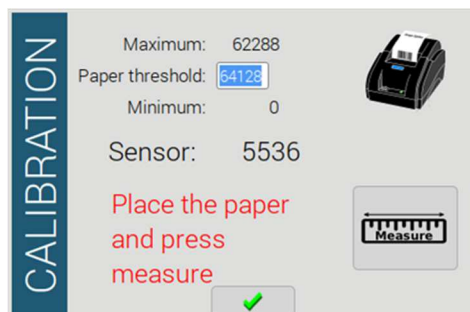 CALIBRATION
Maximum: 62288
Paper threshold: 64128
Minimum: 0
Sensor: 5536
Place the paper
and press
measure
Measure